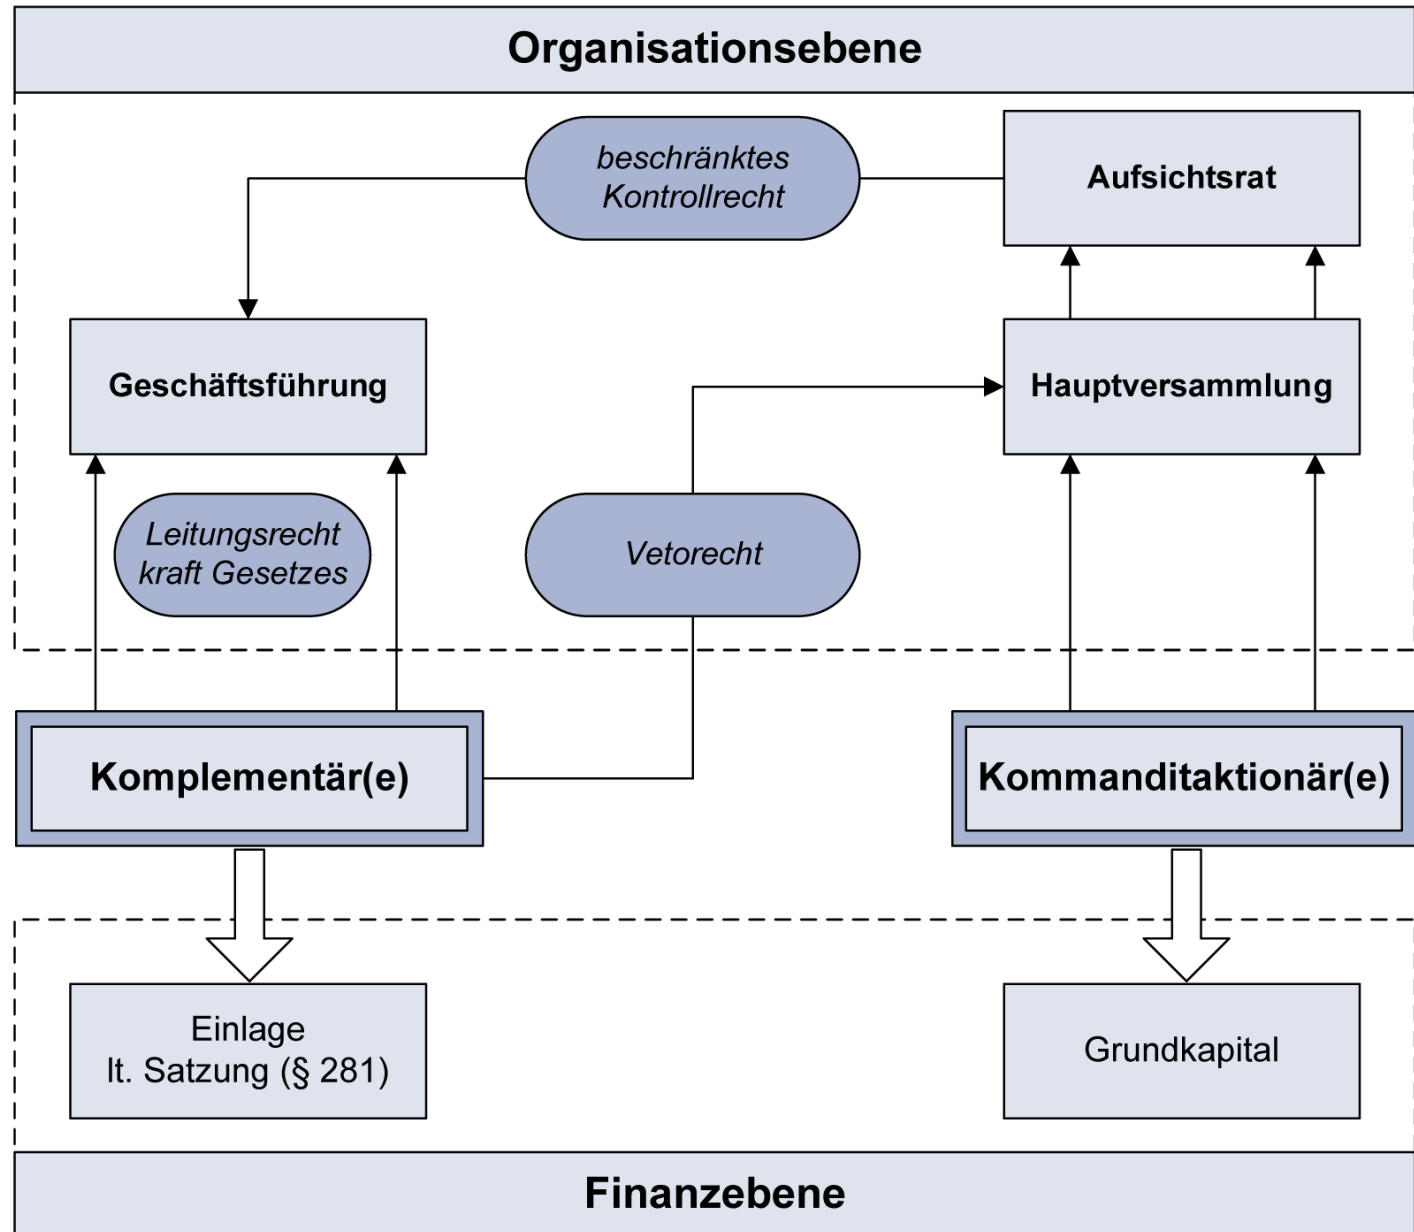 Organisationsebene
beschränktes
Kontrollrecht
Aufsichtsrat
Geschäftsführung
Hauptversammlung
Leitungsrecht
kraft Gesetzes
Vetorecht
Komplementär(e)
Kommanditaktionär(e)
Einlage
lt. Satzung (§ 281)
Grundkapital
Finanzebene